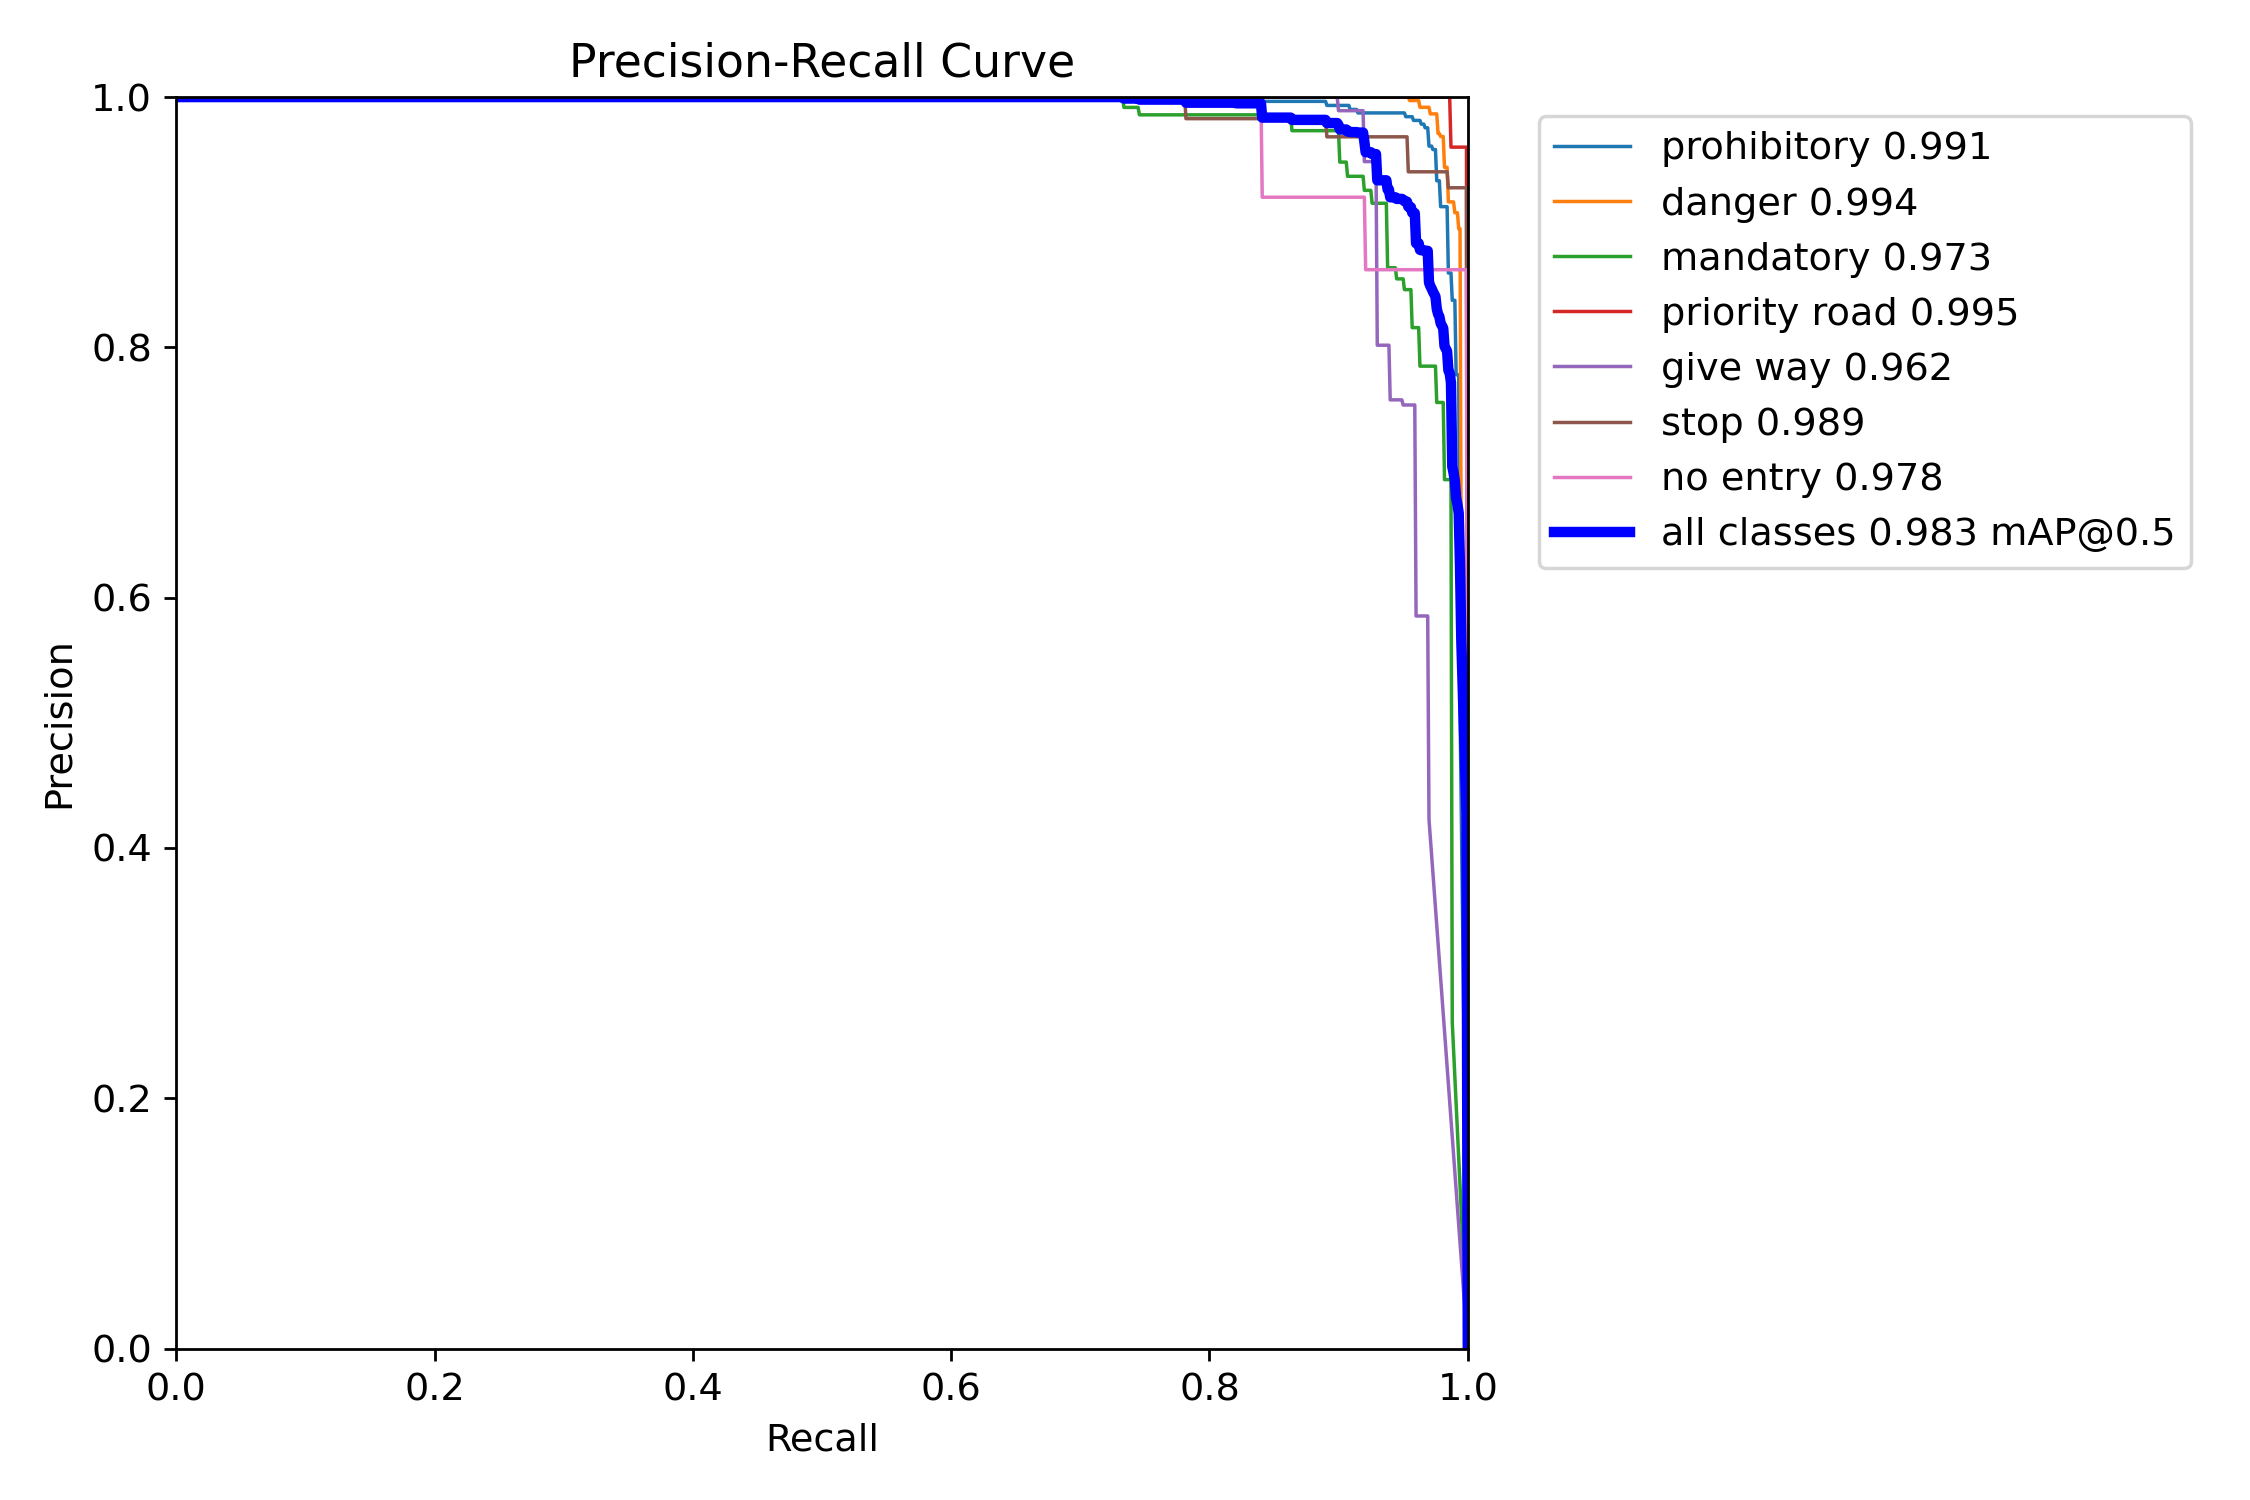 Precision-Recall Curve
1.0
0.8
0.6
0.4
0.2
0.0
Precision
0.0 0.2 0.4 0.6 0.8 1.0
Recall
prohibitory 0.991
danger 0.994
mandatory 0.973
priority road 0.995
give way 0.962
stop 0.989
no entry 0.978
all classes 0.983 mAP@0.5